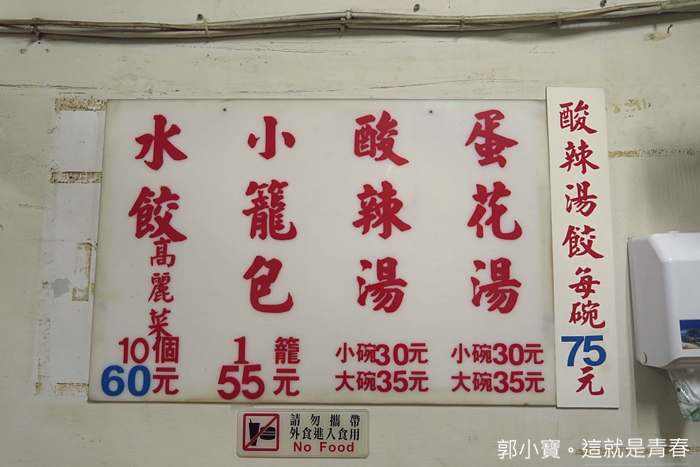 酸辣湯餃每碗
75元
蛋花湯
小碗30元
大碗35元
酸辣湯
小碗30元
大碗35元
小籠包
1籠
55元
水餃
高麗菜
10個
60元
請勿攜帶
外食進入食用
No Food
郭小寶。這就是青春